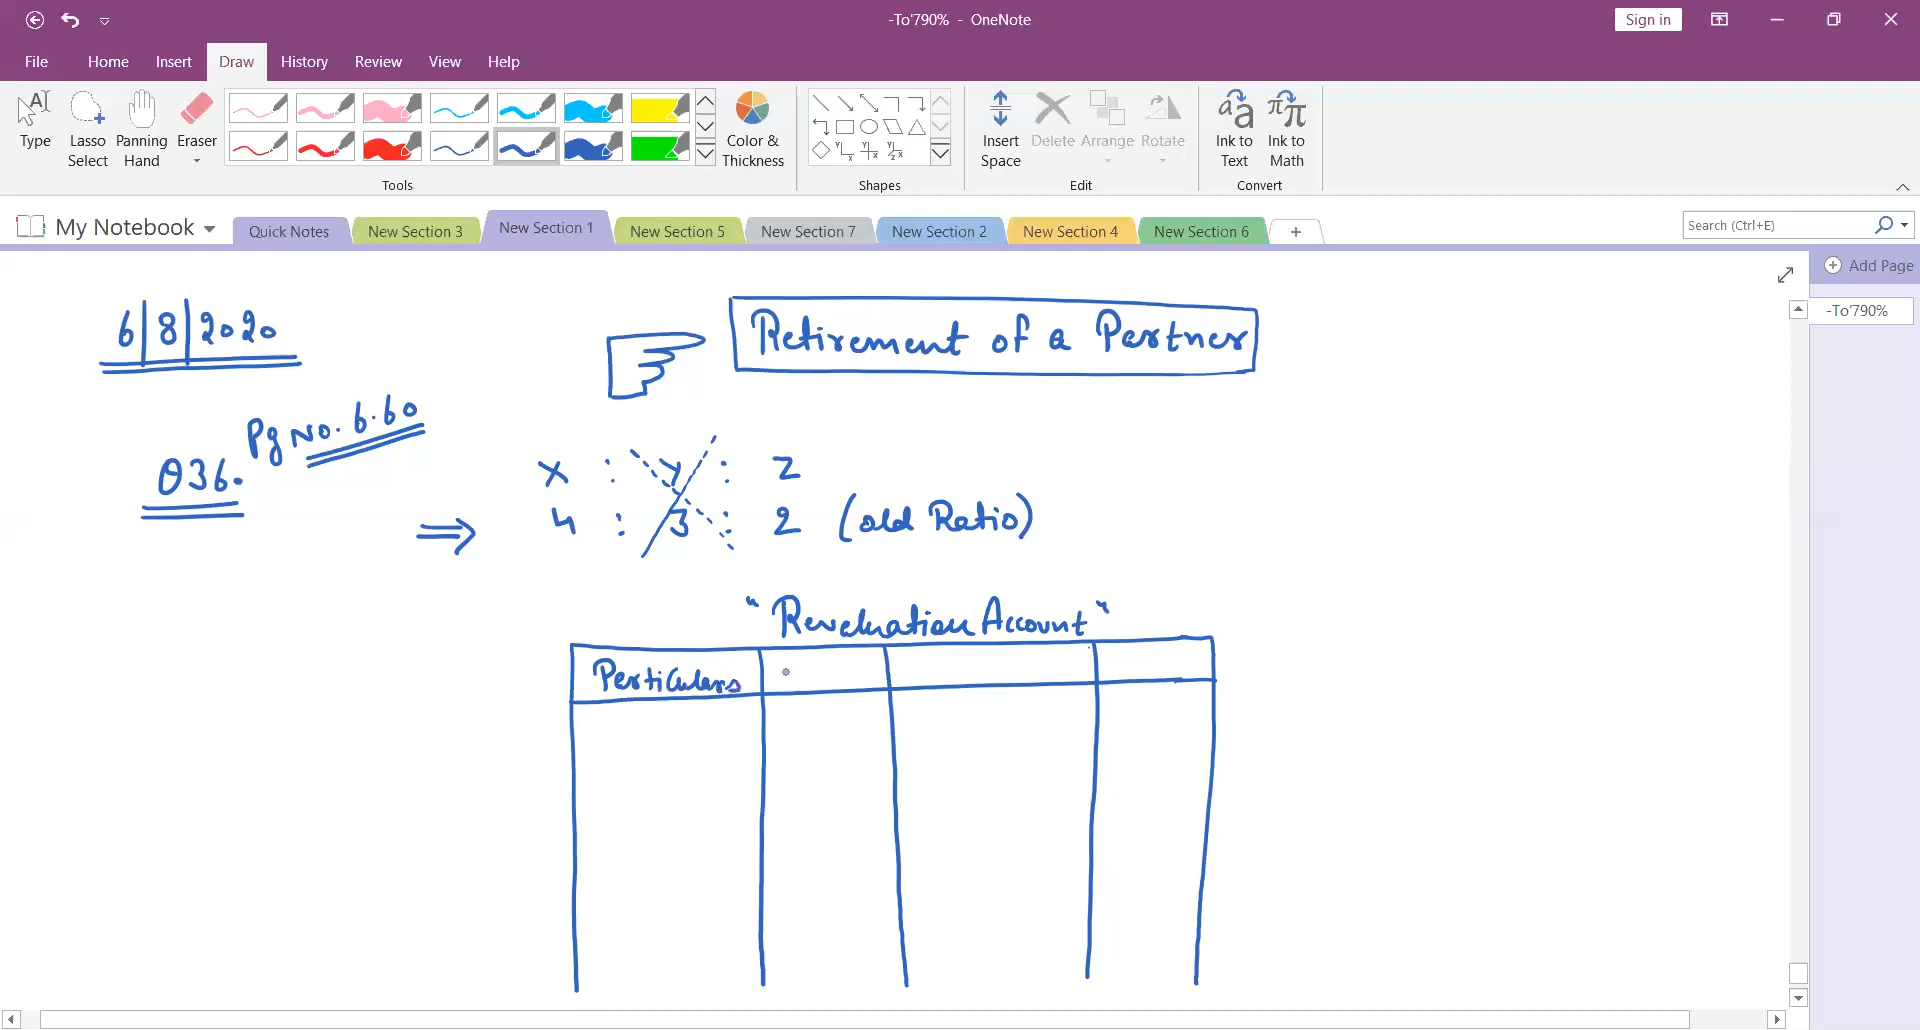 -To'790% - OneNote
Sign in
File Home Insert Draw History Review View Help
Type
Lasso Select
Panning Hand
Eraser
Color & Thickness
Insert Space
Delete
Arrange
Rotate
Ink to Text
Ink to Math
Tools
Shapes
Edit
Convert
My Notebook
Quick Notes
New Section 3
New Section 1
New Section 5
New Section 7
New Section 2
New Section 4
New Section 6
Search (Ctrl+E)
Add Page
-To'790%
6|8|2020
Retirement of a Partner
Pg No. 6.60
Q36.
X : Y : Z
4 : 3 : 2 (old Ratio)
"Revaluation Account"
Particulars